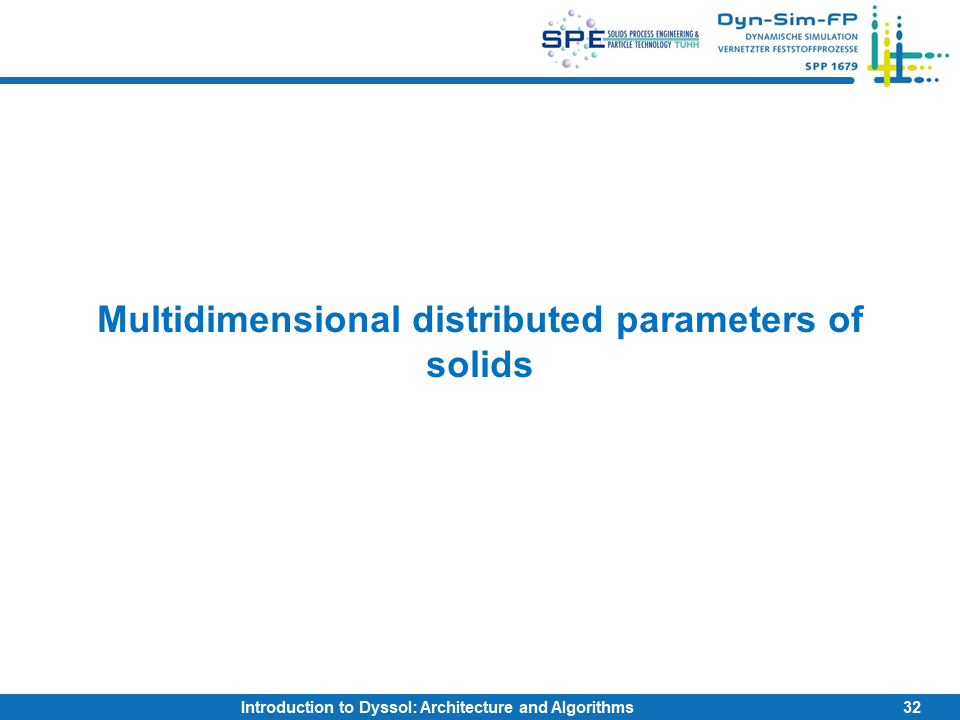 SPE SOLIDS PROCESS ENGINEERING &
PARTICLE TECHNOLOGY TUHH
Dyn-Sim-FP
DYNAMISCHE SIMULATION
VERNETZTER FESTSTOFFPROZESSE
SPP 1679
Multidimensional distributed parameters of
solids
Introduction to Dyssol: Architecture and Algorithms 32